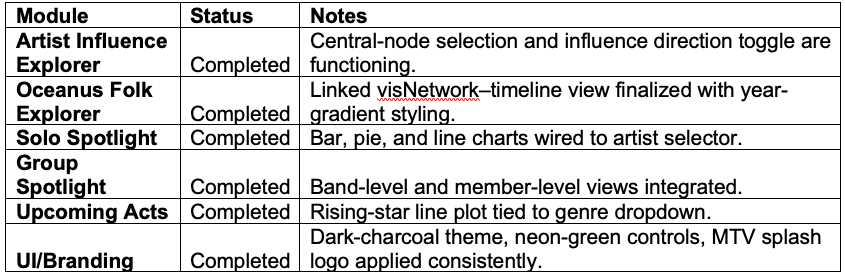 Module Status Notes
Artist Influence Explorer Completed Central-node selection and influence direction toggle are functioning.
Oceanus Folk Explorer Completed Linked visNetwork–timeline view finalized with year-gradient styling.
Solo Spotlight Completed Bar, pie, and line charts wired to artist selector.
Group Spotlight Completed Band-level and member-level views integrated.
Upcoming Acts Completed Rising-star line plot tied to genre dropdown.
UI/Branding Completed Dark-charcoal theme, neon-green controls, MTV splash logo applied consistently.